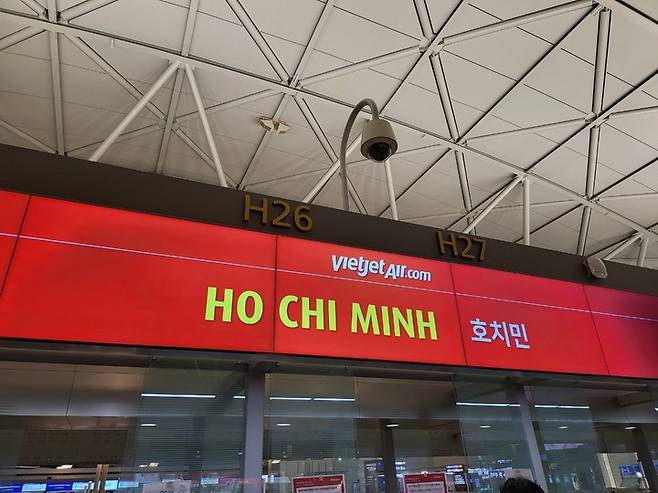 H26
H27
vietjetAir.com
HO CHI MINH 호치민